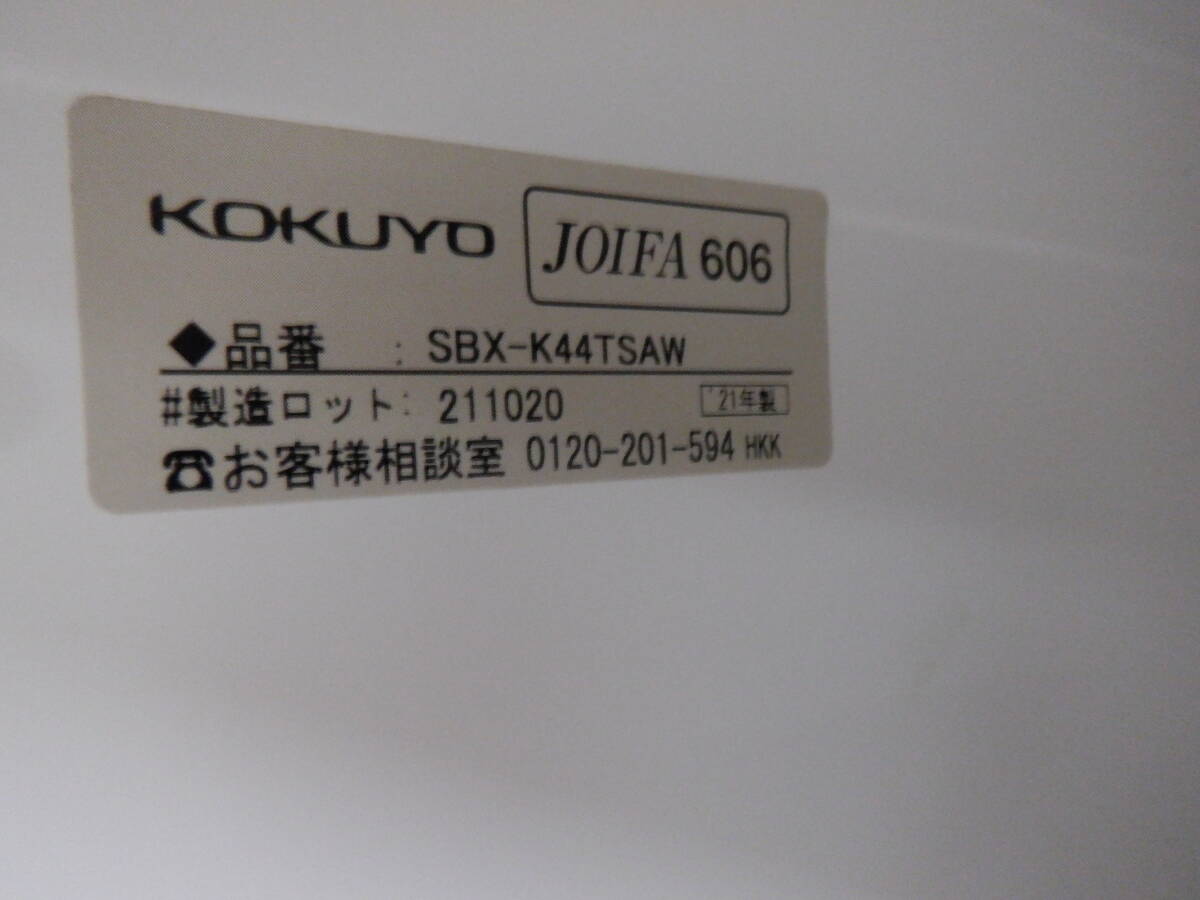 KOKUYO JOIFA 606
◆品番 : SBX-K44TSAW
#製造ロット: 211020 '21年製
☎お客様相談室 0120-201-594 HKK